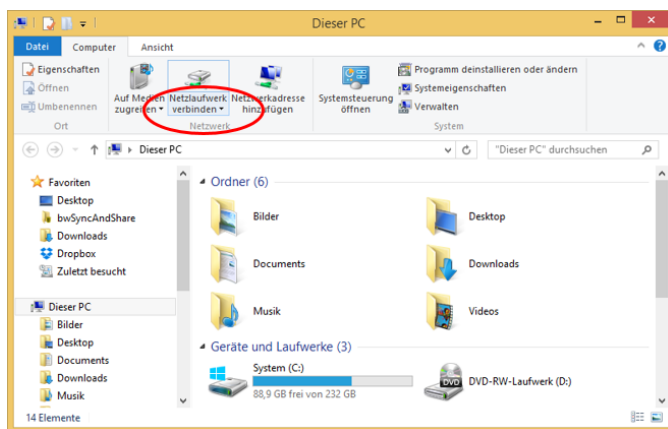 Dieser PC
Datei Computer Ansicht
Eigenschaften
Öffnen
Umbenennen
Ort
Auf Medien zugreifen
Netzlaufwerk verbinden
Netzwerkadresse hinzufügen
Netzwerk
Systemsteuerung öffnen
Programm deinstallieren oder ändern
Systemeigenschaften
Verwalten
System
Dieser PC
"Dieser PC" durchsuchen
Favoriten
Desktop
bwSyncAndShare
Downloads
Dropbox
Zuletzt besucht
Dieser PC
Bilder
Desktop
Documents
Downloads
Musik
Ordner (6)
Bilder
Desktop
Documents
Downloads
Musik
Videos
Geräte und Laufwerke (3)
System (C:)
88,9 GB frei von 232 GB
DVD
DVD-RW-Laufwerk (D:)
14 Elemente